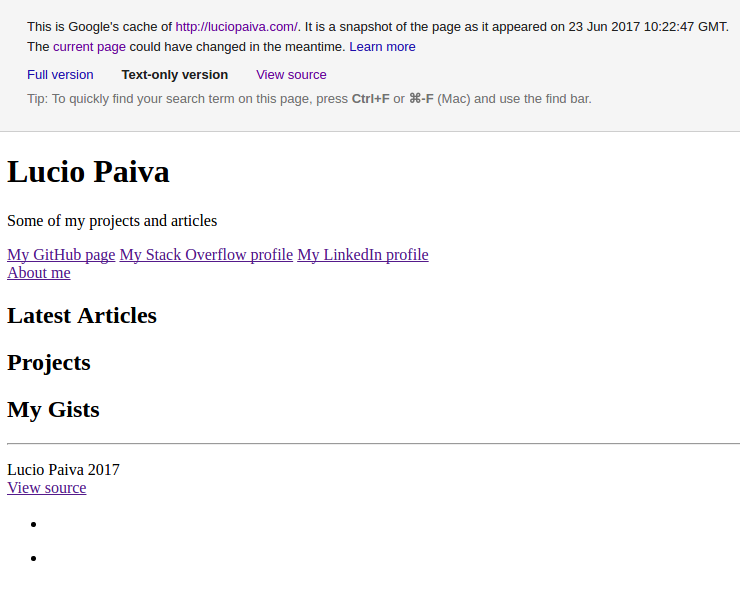 This is Google's cache of http://luciopaiva.com/. It is a snapshot of the page as it appeared on 23 Jun 2017 10:22:47 GMT.
The current page could have changed in the meantime. Learn more
Full version Text-only version View source
Tip: To quickly find your search term on this page, press Ctrl+F or ⌘-F (Mac) and use the find bar.
Lucio Paiva
Some of my projects and articles
My GitHub page My Stack Overflow profile My LinkedIn profile
About me
Latest Articles
Projects
My Gists
Lucio Paiva 2017
View source